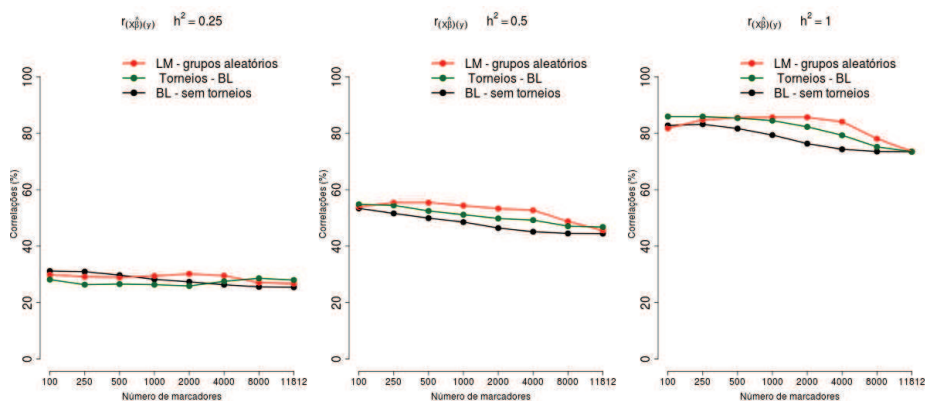 r(Xβ̂)(y) h² = 0.25
LM - grupos aleatórios
Torneios - BL
BL - sem torneios
Correlações (%)
100
80
60
40
20
0
100 250 500 1000 2000 4000 8000 11812
Número de marcadores
r(Xβ̂)(y) h² = 0.5
LM - grupos aleatórios
Torneios - BL
BL - sem torneios
Correlações (%)
100
80
60
40
20
0
100 250 500 1000 2000 4000 8000 11812
Número de marcadores
r(Xβ̂)(y) h² = 1
LM - grupos aleatórios
Torneios - BL
BL - sem torneios
Correlações (%)
100
80
60
40
20
0
100 250 500 1000 2000 4000 8000 11812
Número de marcadores